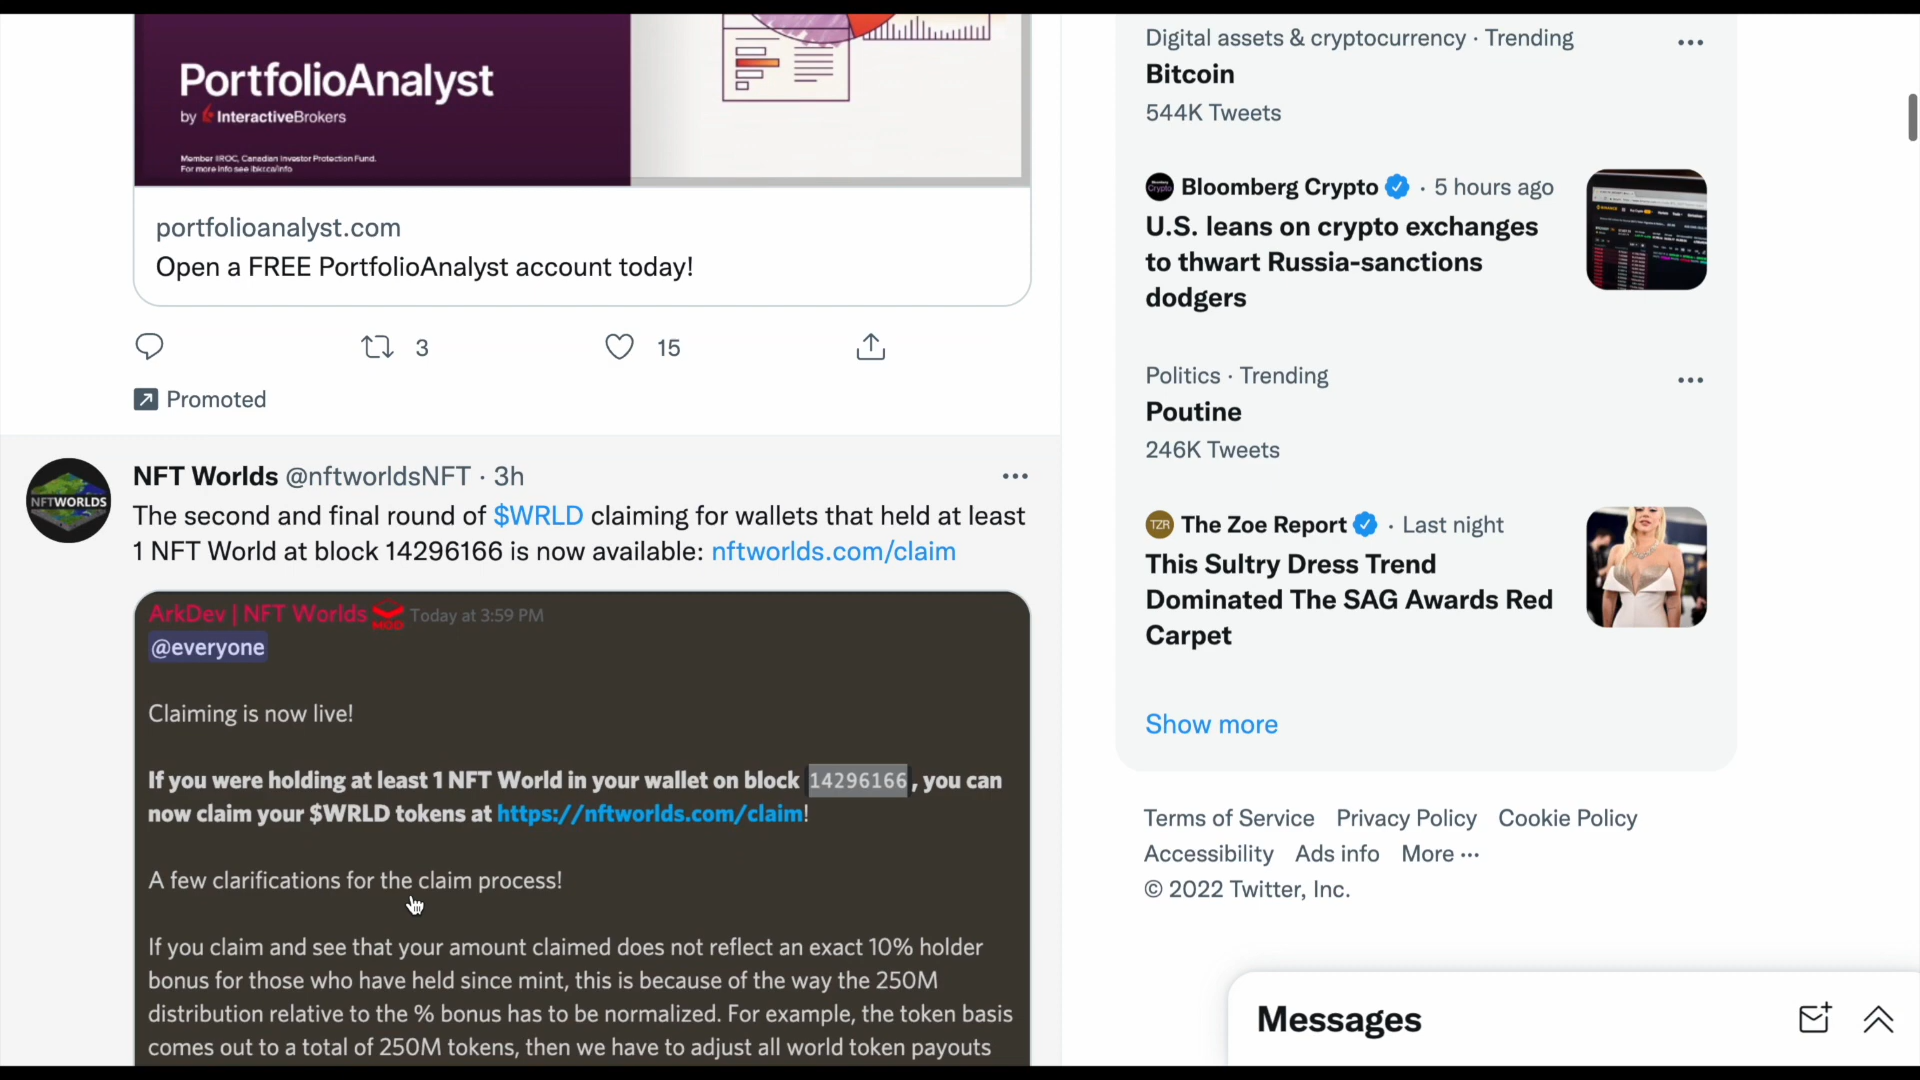 PortfolioAnalyst
by InteractiveBrokers
Member IIROC, Canadian Investor Protection Fund.
For more info see ibkr.ca/info
portfolioanalyst.com
Open a FREE PortfolioAnalyst account today!
3
15
Promoted
NFTWORLDS
NFT Worlds @nftworldsNFT · 3h
The second and final round of $WRLD claiming for wallets that held at least
1 NFT World at block 14296166 is now available: nftworlds.com/claim
ArkDev | NFT Worlds MOD Today at 3:59 PM
@everyone
Claiming is now live!
If you were holding at least 1 NFT World in your wallet on block 14296166, you can
now claim your $WRLD tokens at https://nftworlds.com/claim!
A few clarifications for the claim process!
If you claim and see that your amount claimed does not reflect an exact 10% holder
bonus for those who have held since mint, this is because of the way the 250M
distribution relative to the % bonus has to be normalized. For example, the token basis
comes out to a total of 250M tokens, then we have to adjust all world token payouts
Digital assets & cryptocurrency · Trending
Bitcoin
544K Tweets
Bloomberg Crypto · 5 hours ago
U.S. leans on crypto exchanges
to thwart Russia-sanctions
dodgers
Politics · Trending
Poutine
246K Tweets
TZR The Zoe Report · Last night
This Sultry Dress Trend
Dominated The SAG Awards Red
Carpet
Show more
Terms of Service Privacy Policy Cookie Policy
Accessibility Ads info More ···
© 2022 Twitter, Inc.
Messages